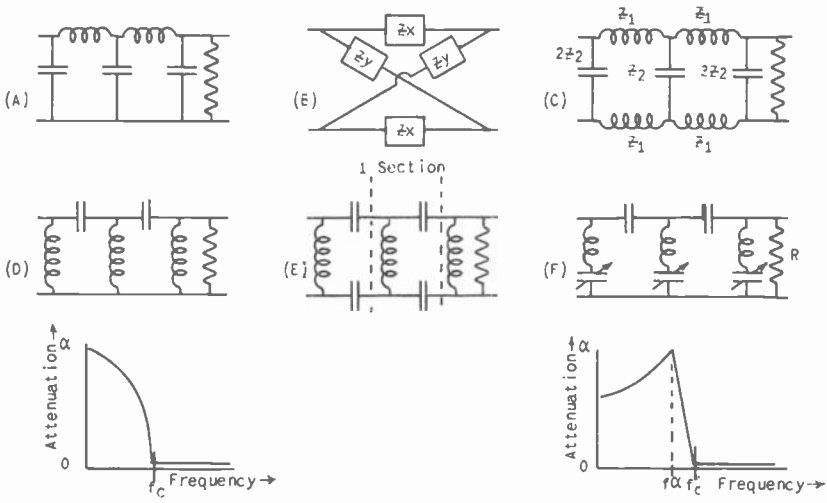 (A)
(B)
Zx
Zy
Zy
Zx
(C)
Z1
Z1
2Z2
Z2
2Z2
Z1
Z1
1 Section
(D)
(E)
(F)
R
Attenuation→
α
0
fc
Frequency→
Attenuation→
α
0
fα
fc
Frequency→